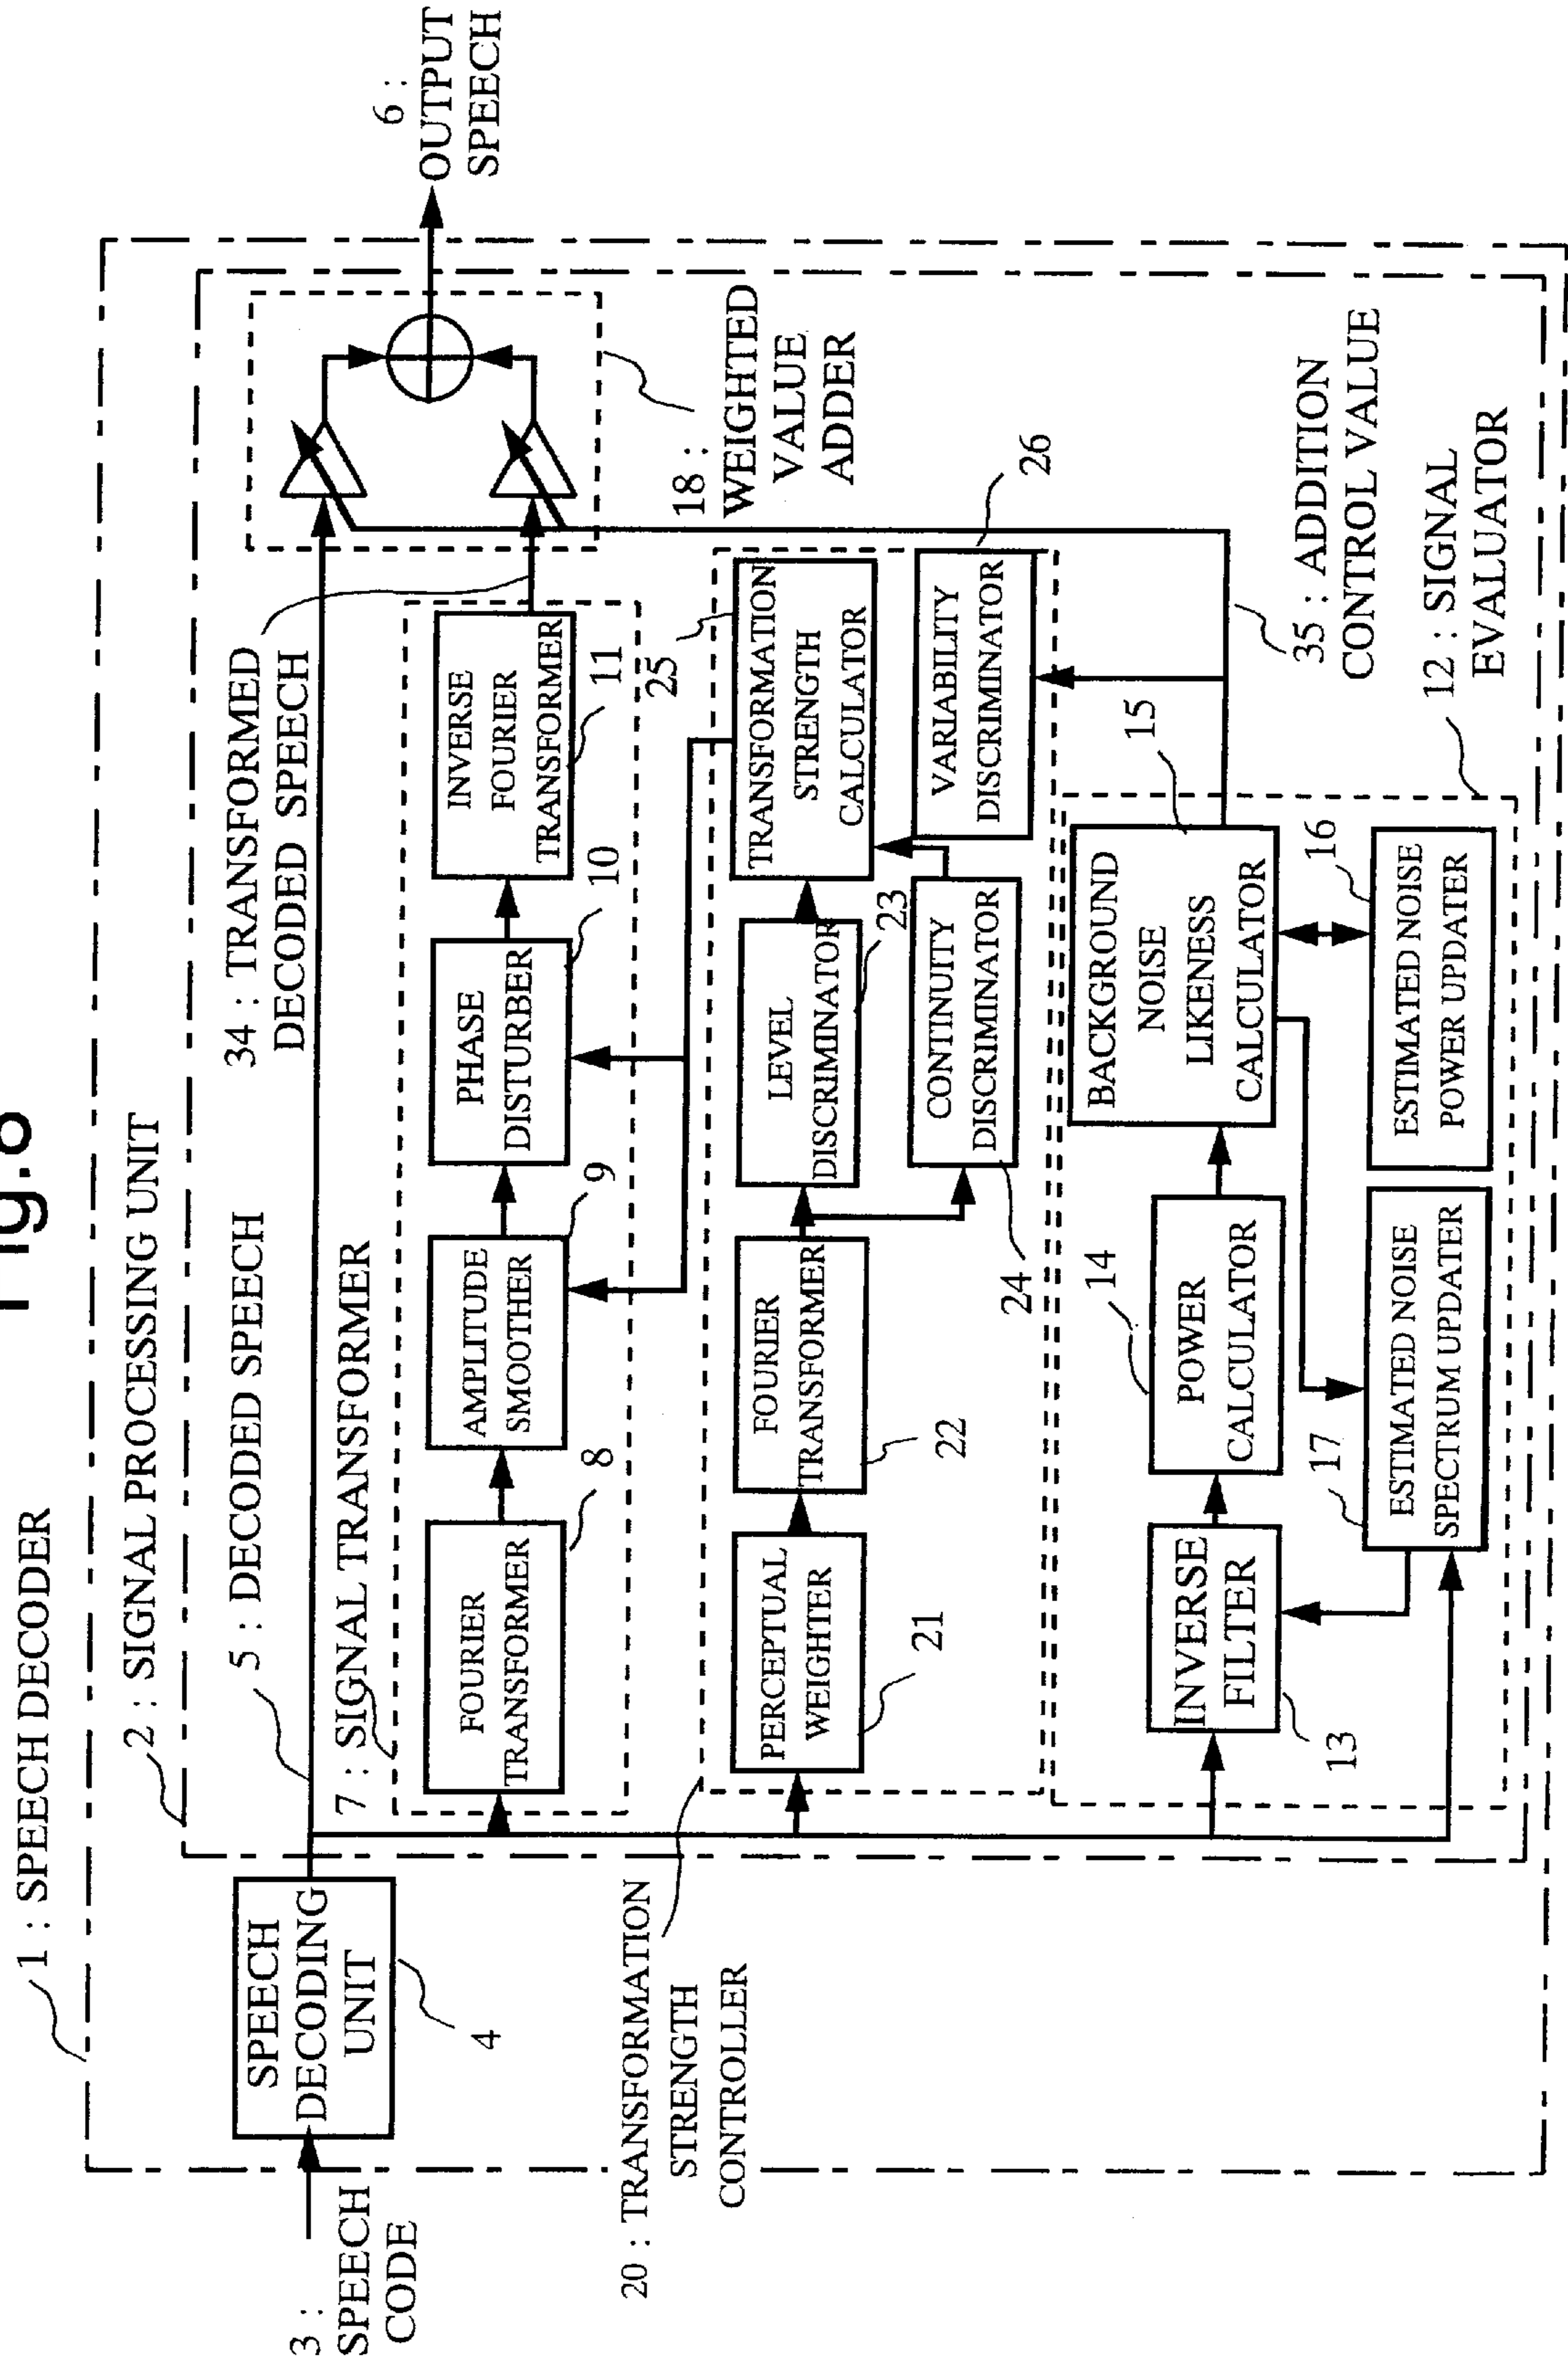 Fig.8
1 : SPEECH DECODER
2 : SIGNAL PROCESSING UNIT
3 :
SPEECH
CODE
SPEECH
DECODING
UNIT
4
5 : DECODED SPEECH
34 : TRANSFORMED
DECODED SPEECH
6 :
OUTPUT
SPEECH
7 : SIGNAL TRANSFORMER
FOURIER
TRANSFORMER
8
AMPLITUDE
SMOOTHER
9
PHASE
DISTURBER
10
INVERSE
FOURIER
TRANSFORMER
11
18 :
WEIGHTED
VALUE
ADDER
20 : TRANSFORMATION
STRENGTH
CONTROLLER
PERCEPTUAL
WEIGHTER
21
FOURIER
TRANSFORMER
22
LEVEL
DISCRIMINATOR
23
CONTINUITY
DISCRIMINATOR
24
25
TRANSFORMATION
STRENGTH
CALCULATOR
VARIABILITY
DISCRIMINATOR
26
INVERSE
FILTER
13
14
POWER
CALCULATOR
BACKGROUND
NOISE
LIKENESS
CALCULATOR
15
16
ESTIMATED NOISE
POWER UPDATER
17
ESTIMATED NOISE
SPECTRUM UPDATER
35 : ADDITION
CONTROL VALUE
12 : SIGNAL
EVALUATOR